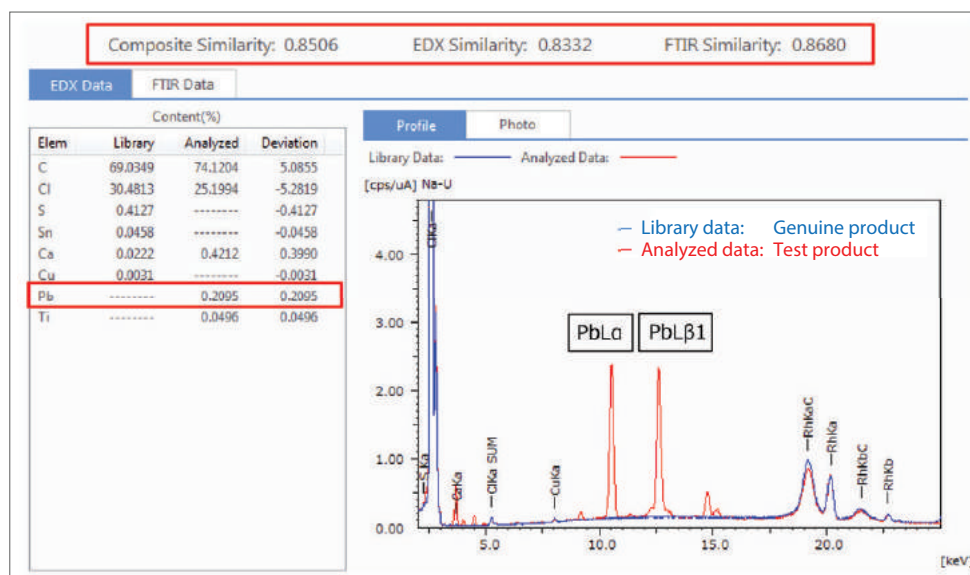 Composite Similarity: 0.8506 EDX Similarity: 0.8332 FTIR Similarity: 0.8680
EDX Data FTIR Data
Content(%)
Elem Library Analyzed Deviation
C 69.0349 74.1204 5.0855
Cl 30.4813 25.1994 -5.2819
S 0.4127 -------- -0.4127
Sn 0.0458 -------- -0.0458
Ca 0.0222 0.4212 0.3990
Cu 0.0031 -------- -0.0031
Pb -------- 0.2095 0.2095
Ti -------- 0.0496 0.0496
Profile Photo
Library Data: Analyzed Data:
[cps/uA] Na-U
Library data: Genuine product
Analyzed data: Test product
4.00
3.00
2.00
1.00
0.00
ClKa
PbLα PbLβ1
S Ka
CaKa
ClKa SUM
CuKa
RhKaC
RhKa
RhKbC
RhKb
5.0 10.0 15.0 20.0
[keV]